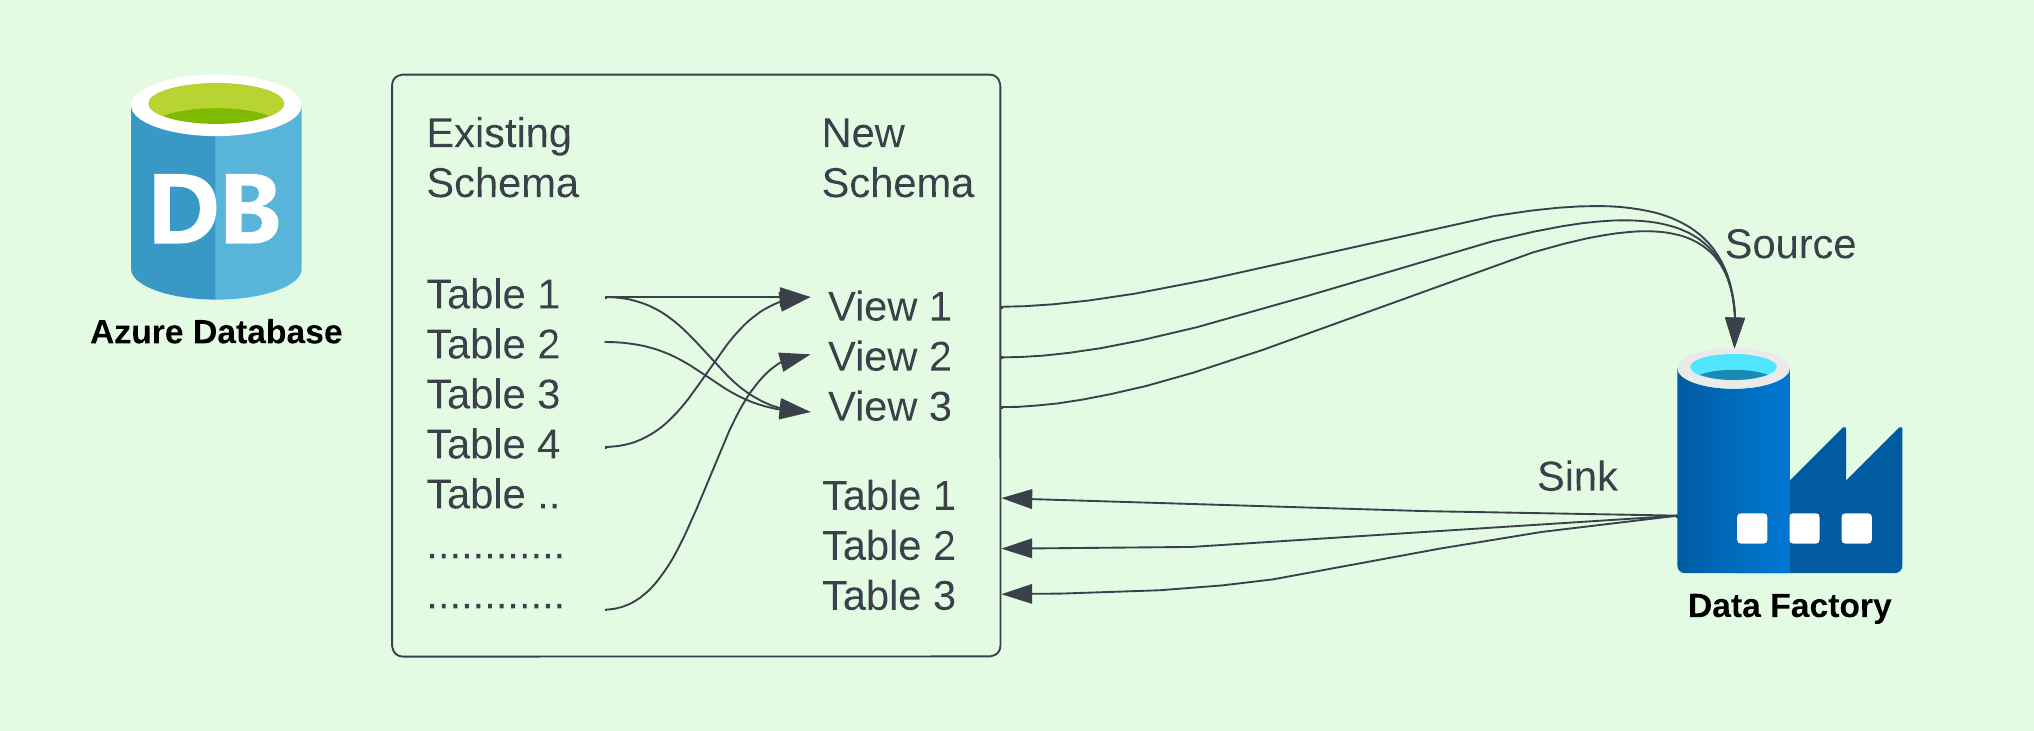 DB
Azure Database
Existing
Schema
Table 1
Table 2
Table 3
Table 4
Table ..
............
............
New
Schema
View 1
View 2
View 3
Table 1
Table 2
Table 3
Source
Sink
Data Factory